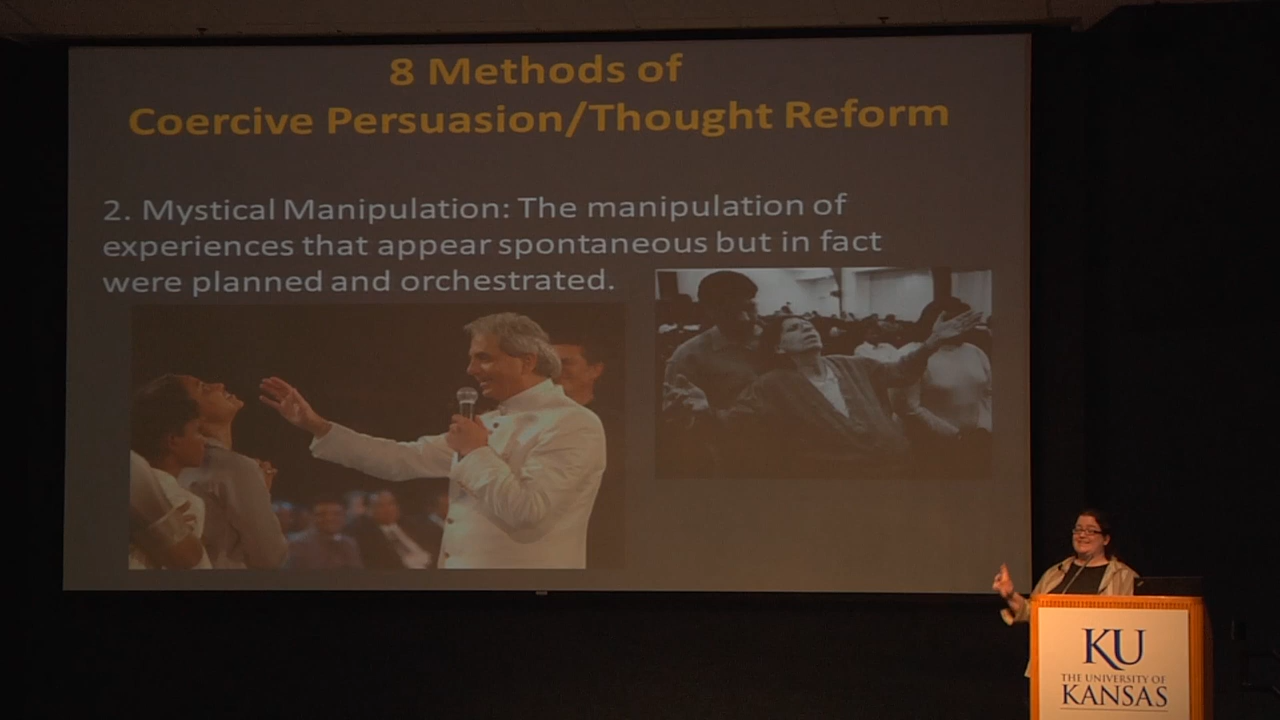 8 Methods of
Coercive Persuasion/Thought Reform
2. Mystical Manipulation: The manipulation of
experiences that appear spontaneous but in fact
were planned and orchestrated.
KU
THE UNIVERSITY OF
KANSAS